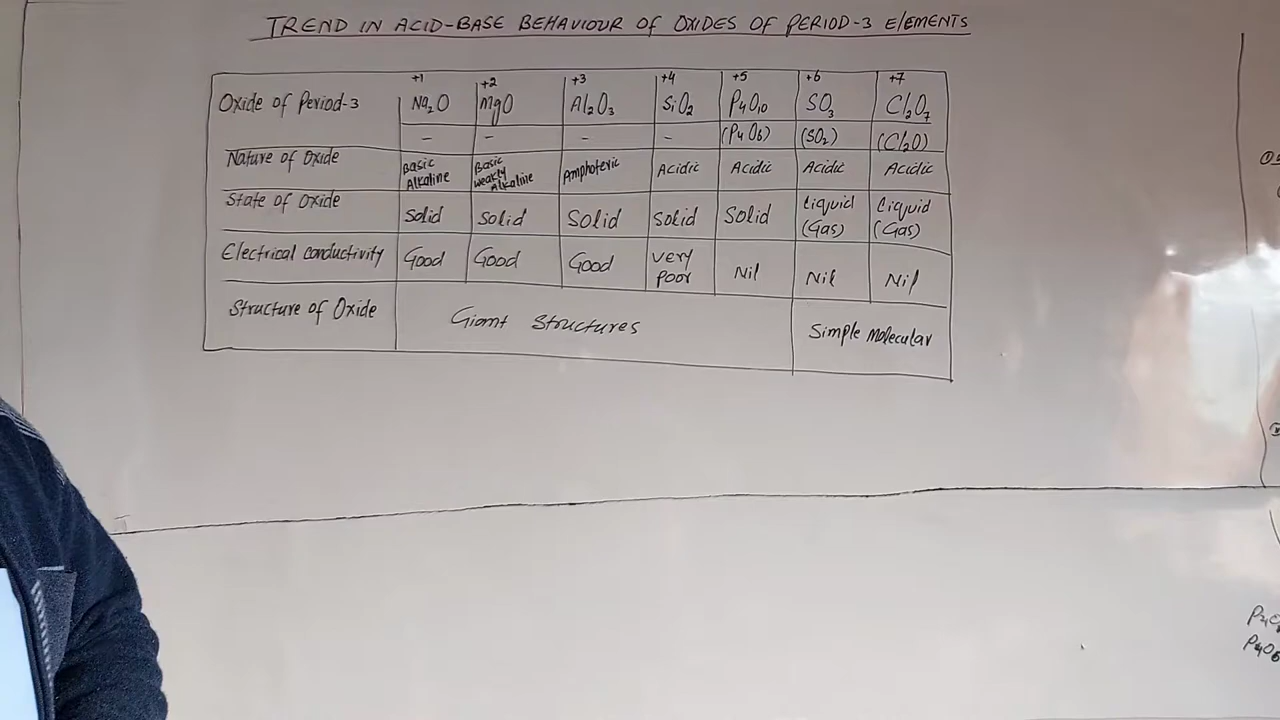 TREND IN ACID-BASE BEHAVIOUR OF OXIDES OF PERIOD-3 ElEMENTS
+1 +2 +3 +4 +5 +6 +7
Oxide of Period-3 Na₂O MgO Al₂O₃ SiO₂ P₄O₁₀ SO₃ Cl₂O₇
– – – – (P₄O₆) (SO₂) (Cl₂O)
Nature of Oxide Basic Alkaline Basic weakly Alkaline Amphoteric Acidic Acidic Acidic Acidic
State of Oxide Solid Solid Solid Solid Solid Liquid (Gas) Liquid (Gas)
Electrical conductivity Good Good Good very poor Nil Nil Nil
Structure of Oxide Giant Structures Simple Molecular
P₄O₆